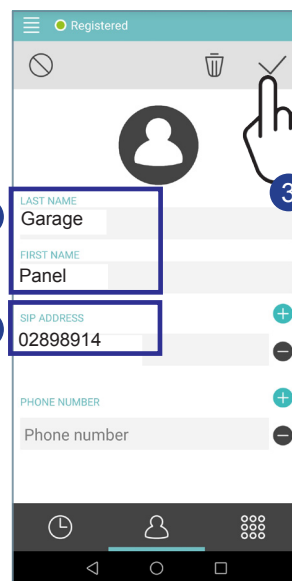 Registered
3
LAST NAME
Garage
FIRST NAME
Panel
SIP ADDRESS
02898914
PHONE NUMBER
Phone number